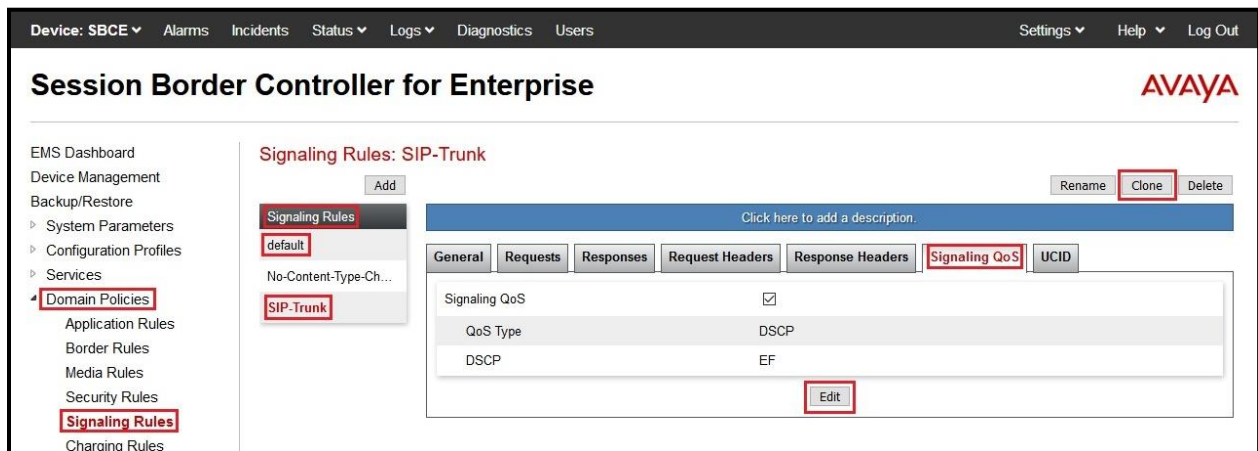 Device: SBCE Alarms Incidents Status Logs Diagnostics Users Settings Help Log Out
Session Border Controller for Enterprise
AVAYA
EMS Dashboard
Device Management
Backup/Restore
System Parameters
Configuration Profiles
Services
Domain Policies
Application Rules
Border Rules
Media Rules
Security Rules
Signaling Rules
Charging Rules
Signaling Rules: SIP-Trunk
Add
Rename Clone Delete
Signaling Rules
default
No-Content-Type-Ch...
SIP-Trunk
Click here to add a description.
General Requests Responses Request Headers Response Headers Signaling QoS UCID
Signaling QoS
QoS Type DSCP
DSCP EF
Edit